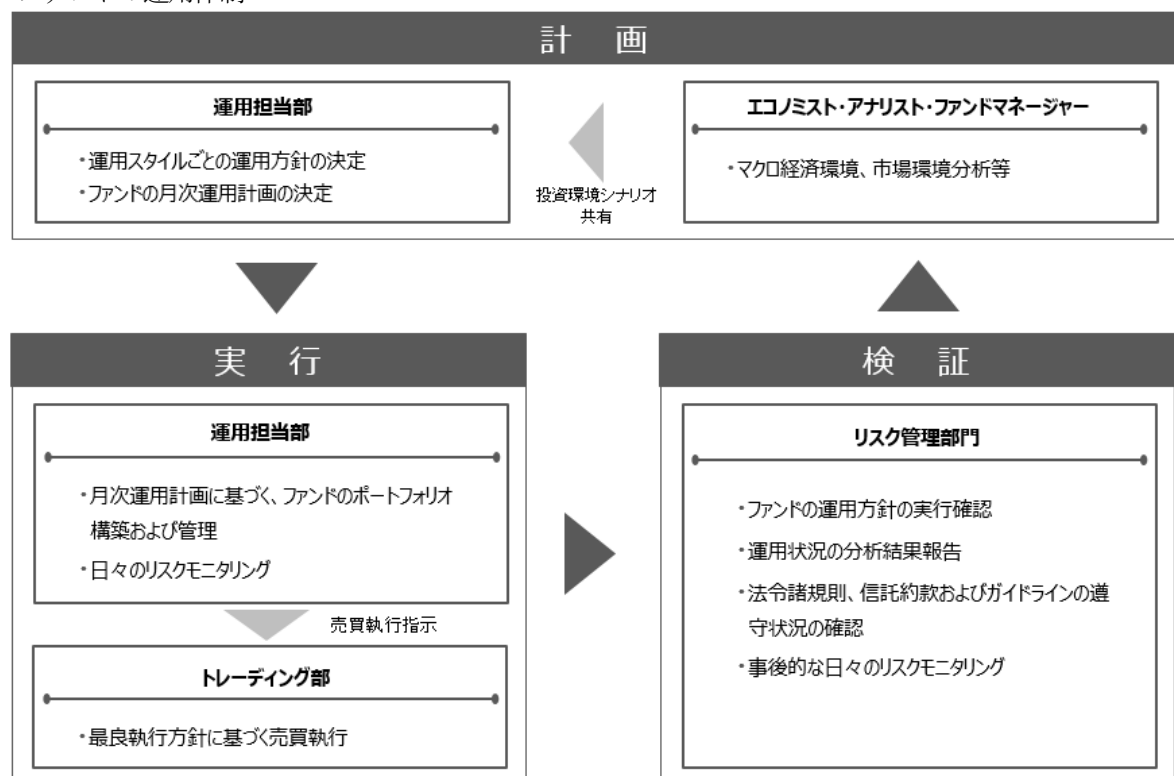 計 画
運用担当部
・運用スタイルごとの運用方針の決定
・ファンドの月次運用計画の決定
投資環境シナリオ
共有
エコノミスト・アナリスト・ファンドマネージャー
・マクロ経済環境、市場環境分析等
実 行
運用担当部
・月次運用計画に基づく、ファンドのポートフォリオ
構築および管理
・日々のリスクモニタリング
売買執行指示
トレーディング部
・最良執行方針に基づく売買執行
検 証
リスク管理部門
・ファンドの運用方針の実行確認
・運用状況の分析結果報告
・法令諸規則、信託約款およびガイドラインの遵
守状況の確認
・事後的な日々のリスクモニタリング